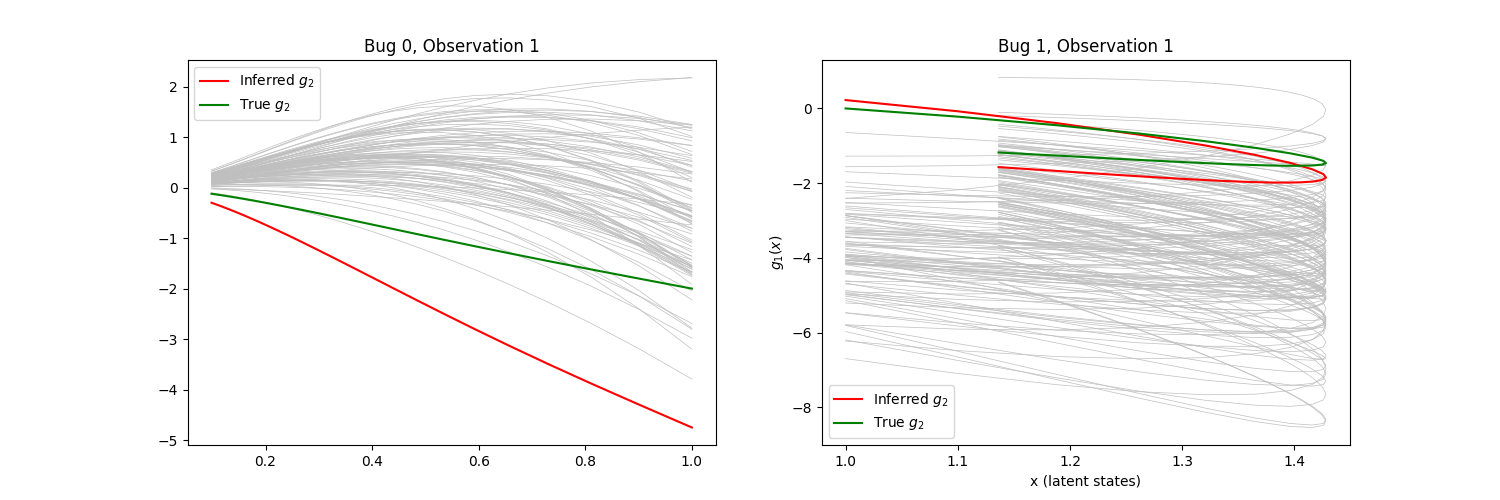 Bug 0, Observation 1
Inferred g₂
True g₂
2
1
0
−1
−2
−3
−4
−5
0.2
0.4
0.6
0.8
1.0
Bug 1, Observation 1
g₁(x)
0
−2
−4
−6
−8
Inferred g₂
True g₂
1.0
1.1
1.2
1.3
1.4
x (latent states)